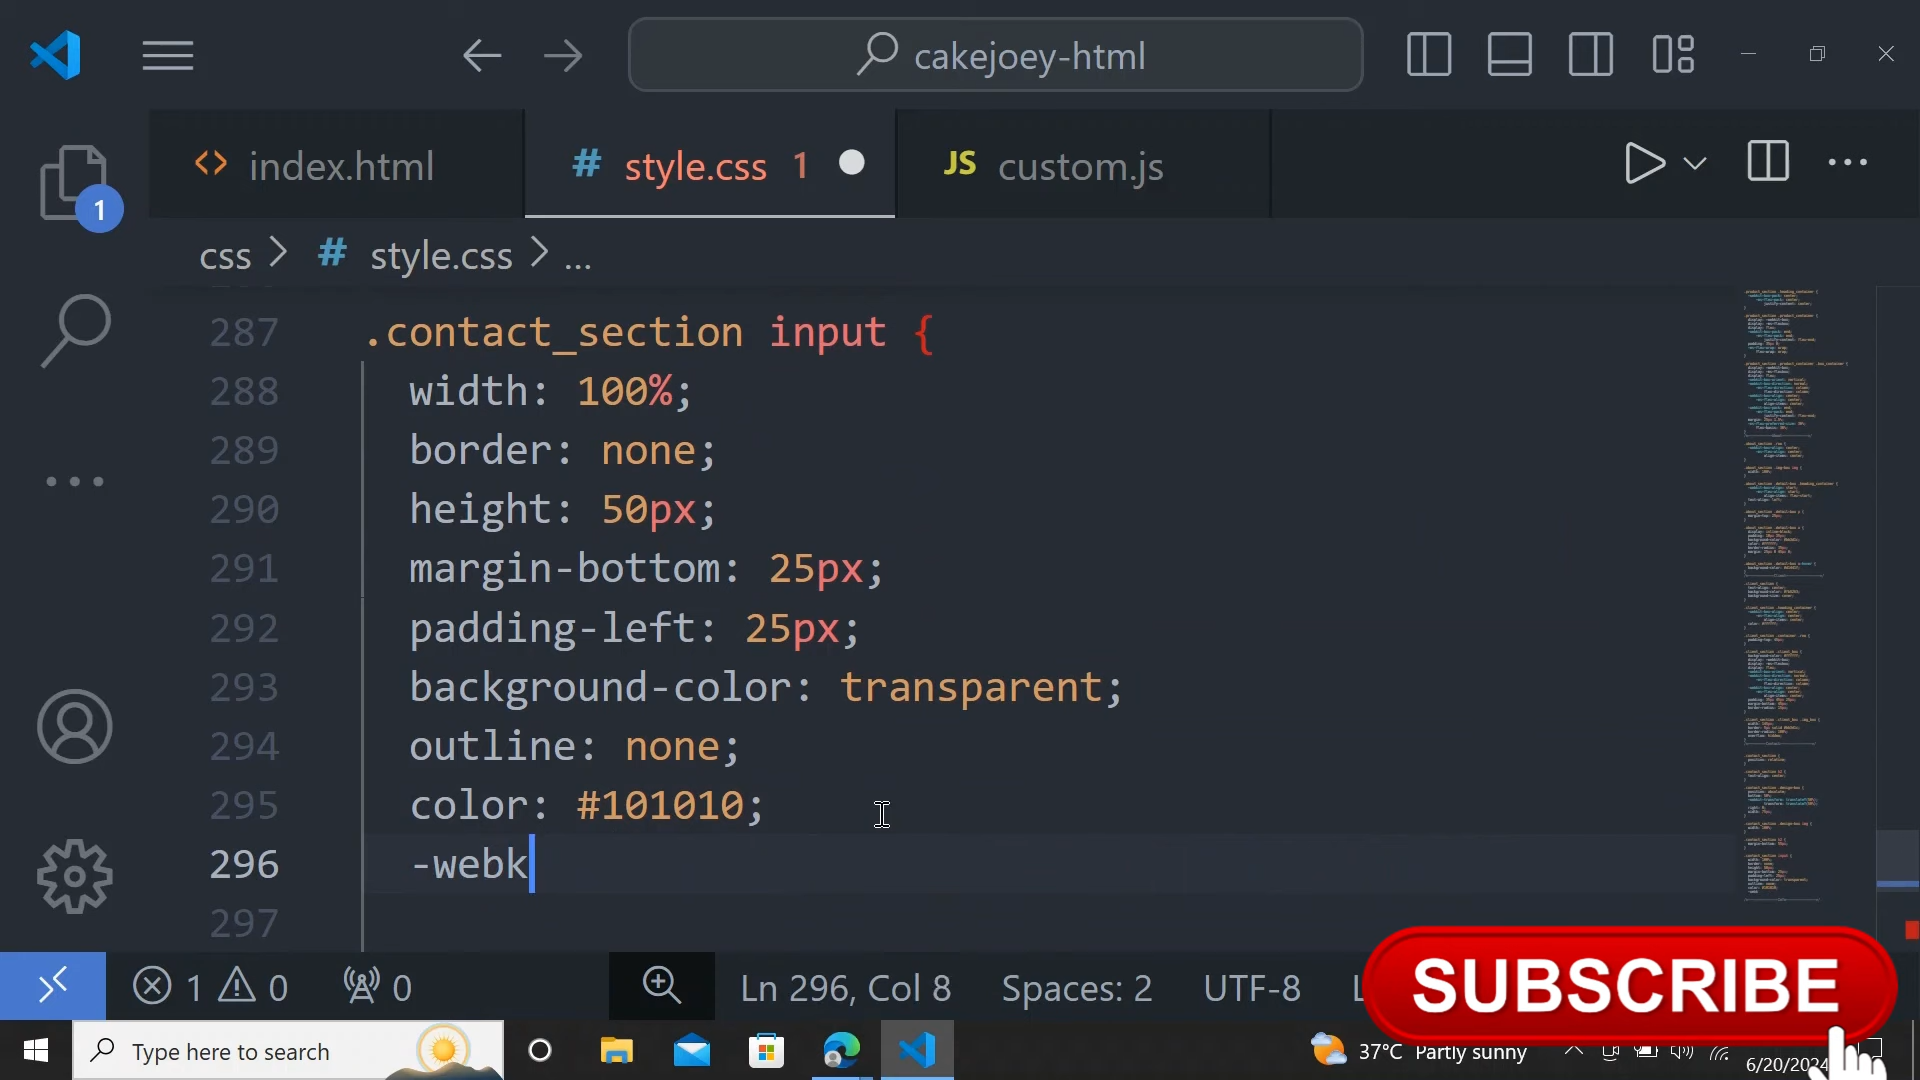 cakejoey-html
index.html
# style.css 1
JS custom.js
1
css > # style.css > ...
287 .contact_section input {
288 width: 100%;
289 border: none;
290 height: 50px;
291 margin-bottom: 25px;
292 padding-left: 25px;
293 background-color: transparent;
294 outline: none;
295 color: #101010;
296 -webk
297
1 0 0
Ln 296, Col 8 Spaces: 2 UTF-8
SUBSCRIBE
Type here to search
37°C Partly sunny
6/20/2024